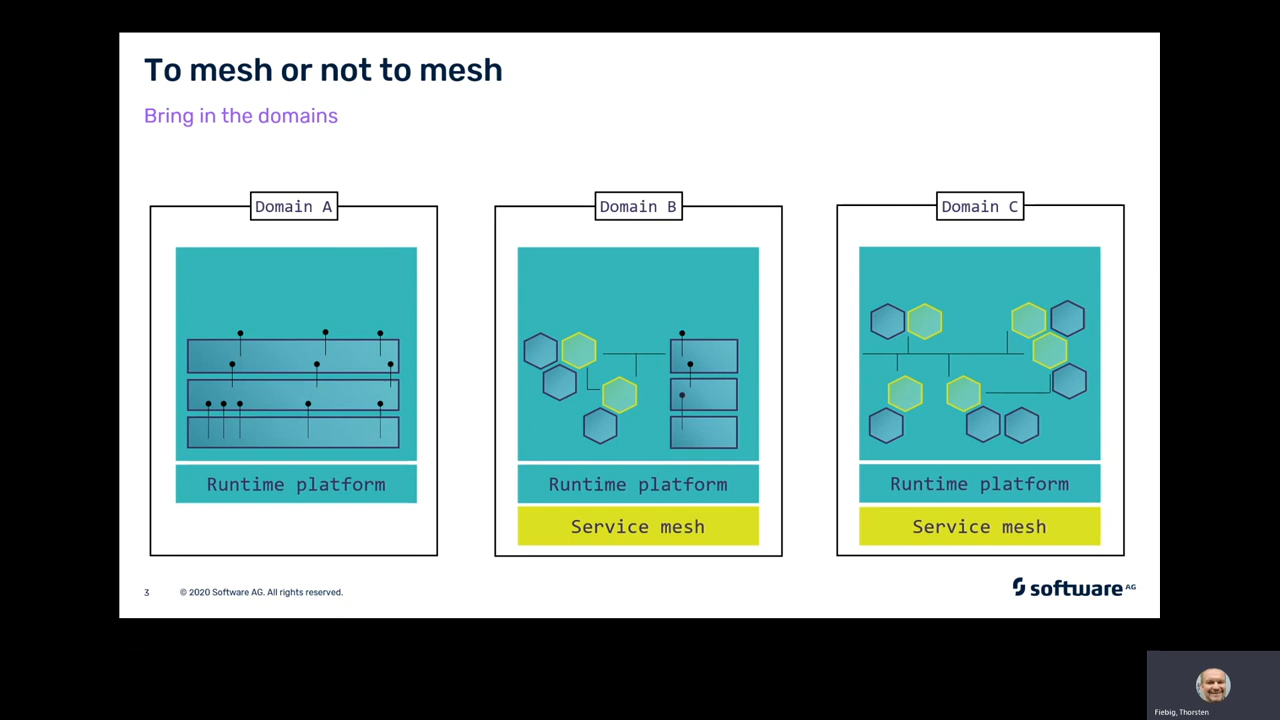 To mesh or not to mesh
Bring in the domains
Domain A
Domain B
Domain C
Runtime platform
Runtime platform
Runtime platform
Service mesh
Service mesh
3
© 2020 Software AG. All rights reserved.
software AG
Fiebig, Thorsten